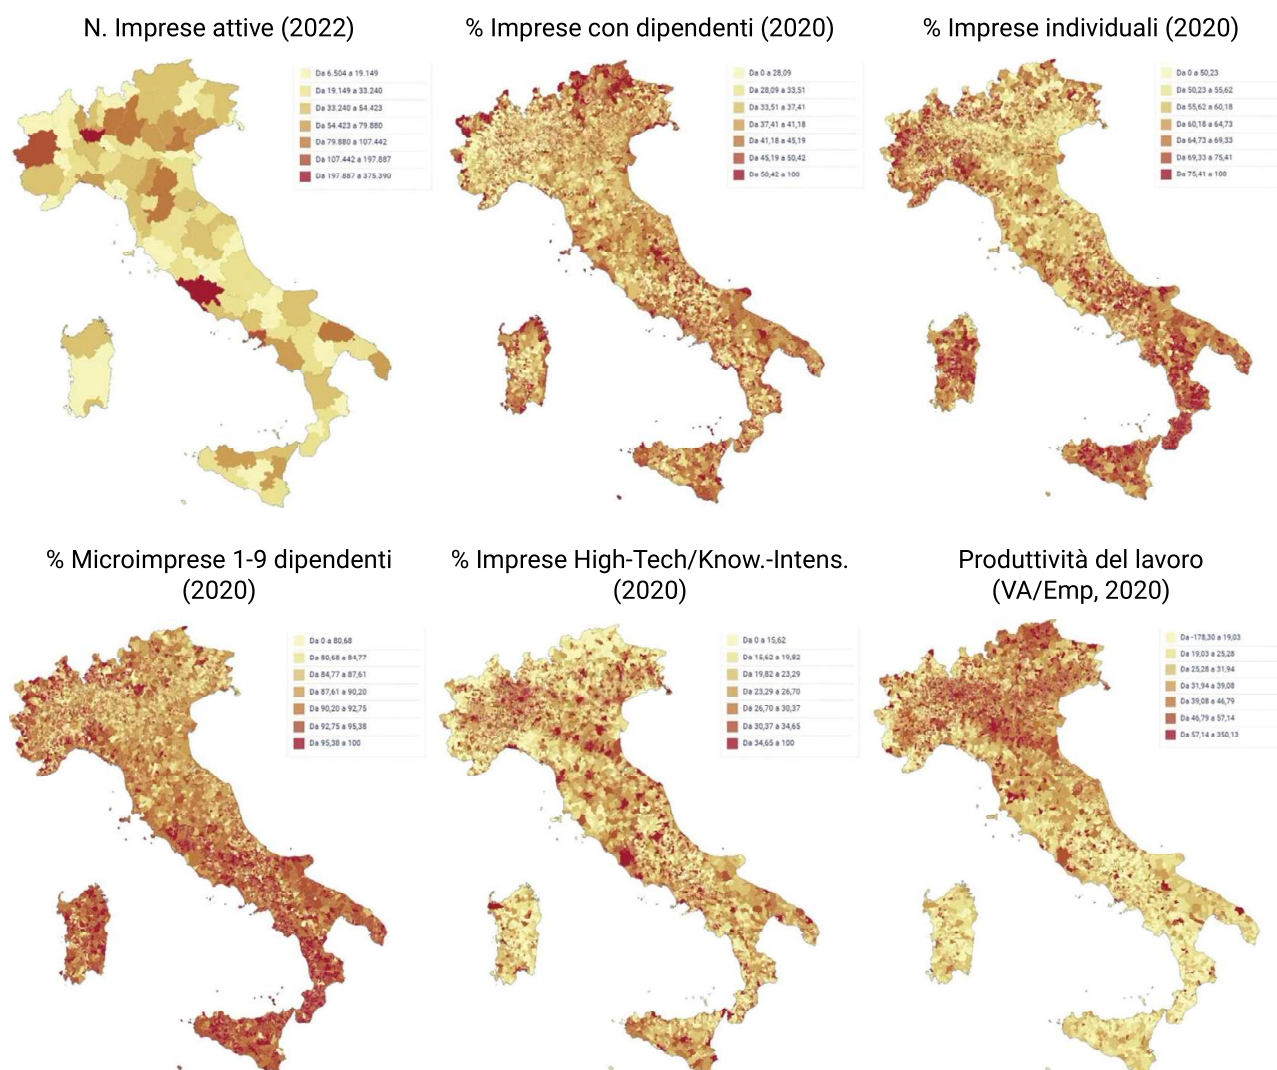 N. Imprese attive (2022)
% Imprese con dipendenti (2020)
% Imprese individuali (2020)
Da 6.504 a 19.149
Da 19.149 a 33.240
Da 33.240 a 54.423
Da 54.423 a 79.880
Da 79.880 a 107.442
Da 107.442 a 197.887
Da 197.887 a 375.390
Da 0 a 28,09
Da 28,09 a 33,51
Da 33,51 a 37,41
Da 37,41 a 41,18
Da 41,18 a 45,19
Da 45,19 a 50,42
Da 50,42 a 100
Da 0 a 50,23
Da 50,23 a 55,62
Da 55,62 a 60,18
Da 60,18 a 64,73
Da 64,73 a 69,33
Da 69,33 a 75,41
Da 75,41 a 100
% Microimprese 1-9 dipendenti
(2020)
% Imprese High-Tech/Know.-Intens.
(2020)
Produttività del lavoro
(VA/Emp, 2020)
Da 0 a 80,68
Da 80,68 a 84,77
Da 84,77 a 87,61
Da 87,61 a 90,20
Da 90,20 a 92,75
Da 92,75 a 95,38
Da 95,38 a 100
Da 0 a 15,62
Da 15,62 a 19,82
Da 19,82 a 23,29
Da 23,29 a 26,70
Da 26,70 a 30,37
Da 30,37 a 34,65
Da 34,65 a 100
Da -178,30 a 19,03
Da 19,03 a 25,28
Da 25,28 a 31,94
Da 31,94 a 39,08
Da 39,08 a 46,79
Da 46,79 a 57,14
Da 57,14 a 350,13